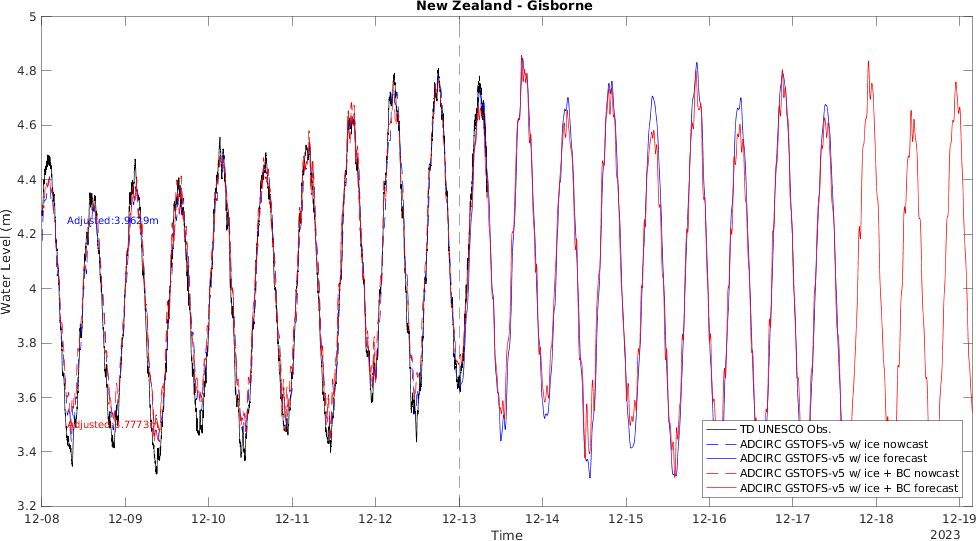 New Zealand - Gisborne
Water Level (m)
5
4.8
4.6
4.4
4.2
4
3.8
3.6
3.4
3.2
Adjusted:3.9629m
Adjusted:3.7773m
TD UNESCO Obs.
ADCIRC GSTOFS-v5 w/ ice nowcast
ADCIRC GSTOFS-v5 w/ ice forecast
ADCIRC GSTOFS-v5 w/ ice + BC nowcast
ADCIRC GSTOFS-v5 w/ ice + BC forecast
12-08 12-09 12-10 12-11 12-12 12-13 12-14 12-15 12-16 12-17 12-18 12-19
Time
2023